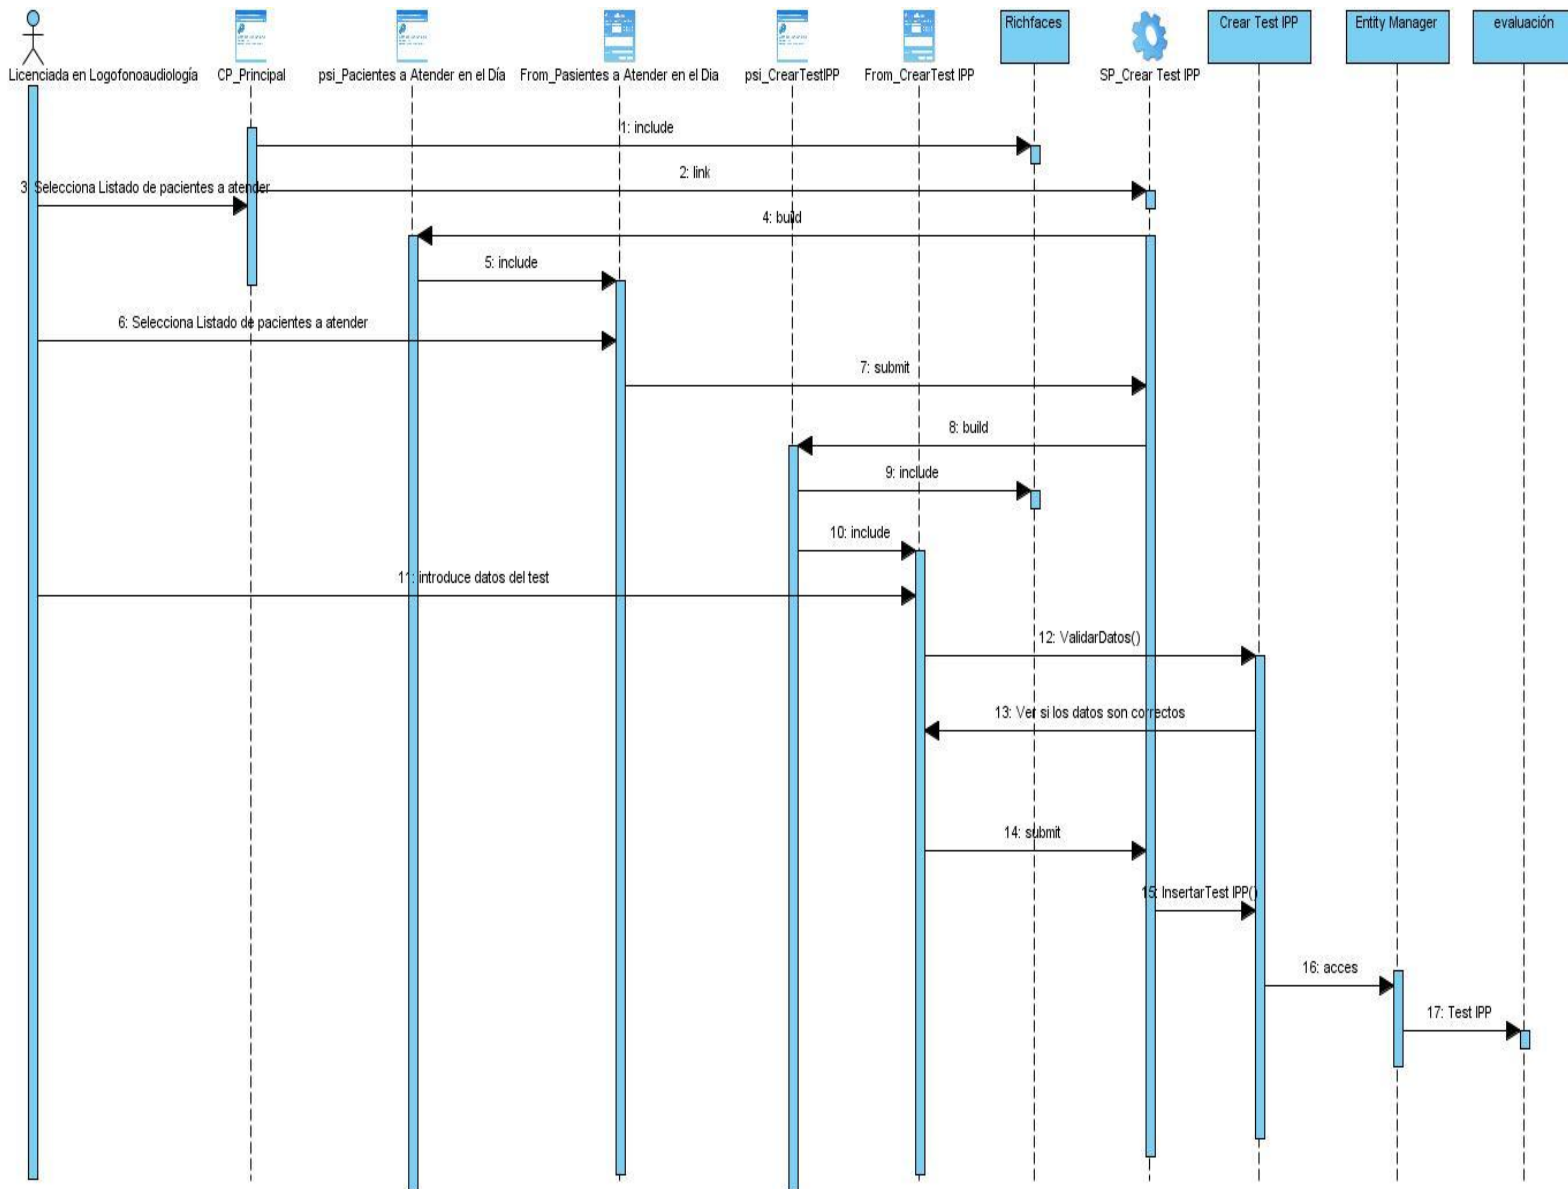 Richfaces
Crear Test IPP
Entity Manager
evaluación
Licenciada en Logofonoaudiología
CP_Principal
psi_Pacientes a Atender en el Día
From_Pasientes a Atender en el Dia
psi_CrearTestIPP
From_CrearTest IPP
SP_Crear Test IPP
1: include
2: link
3: Selecciona Listado de pacientes a atender
4: build
5: include
6: Selecciona Listado de pacientes a atender
7: submit
8: build
9: include
10: include
11: introduce datos del test
12: ValidarDatos()
13: Ver si los datos son correctos
14: submit
15: InsertarTest IPP()
16: acces
17: Test IPP